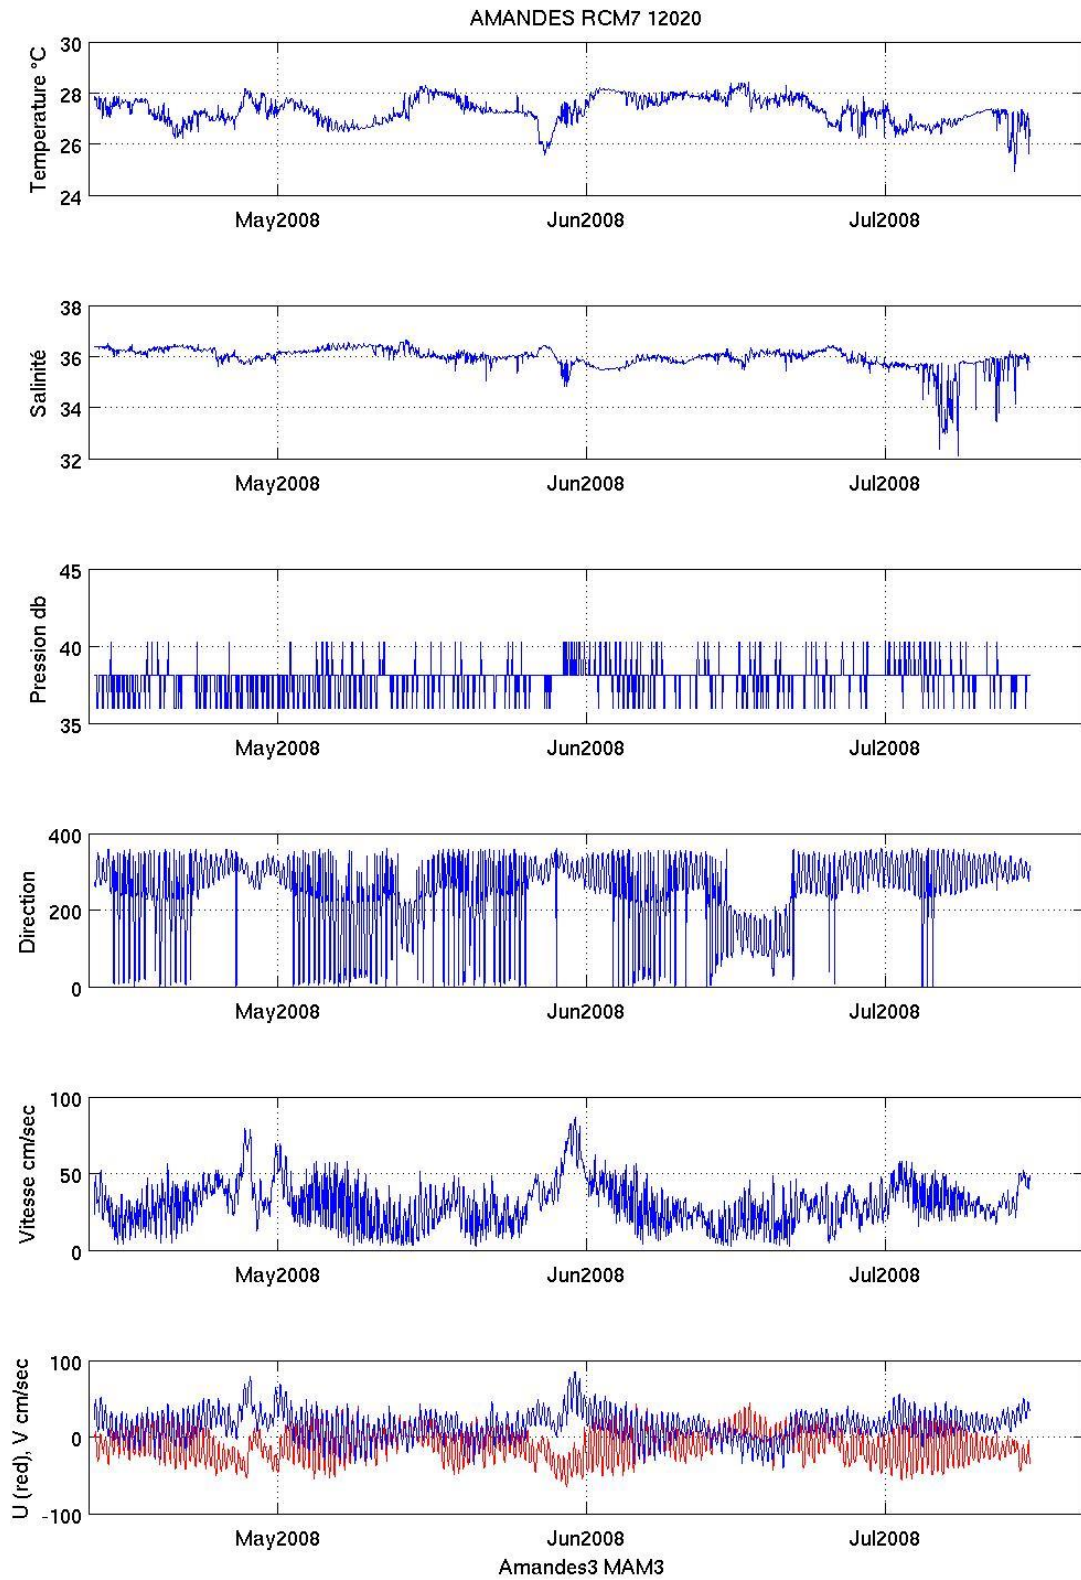 AMANDES RCM7 12020
Temperature °C
30
28
26
24
May2008 Jun2008 Jul2008
Salinité
38
36
34
32
May2008 Jun2008 Jul2008
Pression db
45
40
35
May2008 Jun2008 Jul2008
Direction
400
200
0
May2008 Jun2008 Jul2008
Vitesse cm/sec
100
50
0
May2008 Jun2008 Jul2008
U (red), V cm/sec
100
0
-100
May2008 Jun2008 Jul2008
Amandes3 MAM3